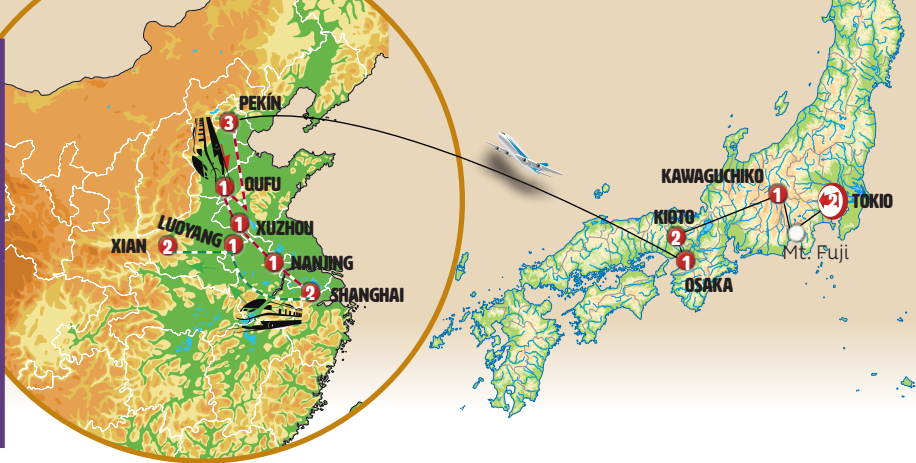 PEKÍN
3
QUFU
1
XUZHOU
1
LUOYANG
1
XIAN
2
NANJING
1
SHANGHAI
2
KAWAGUCHIKO
1
TOKIO
2
KIOTO
2
Mt. Fuji
1
OSAKA